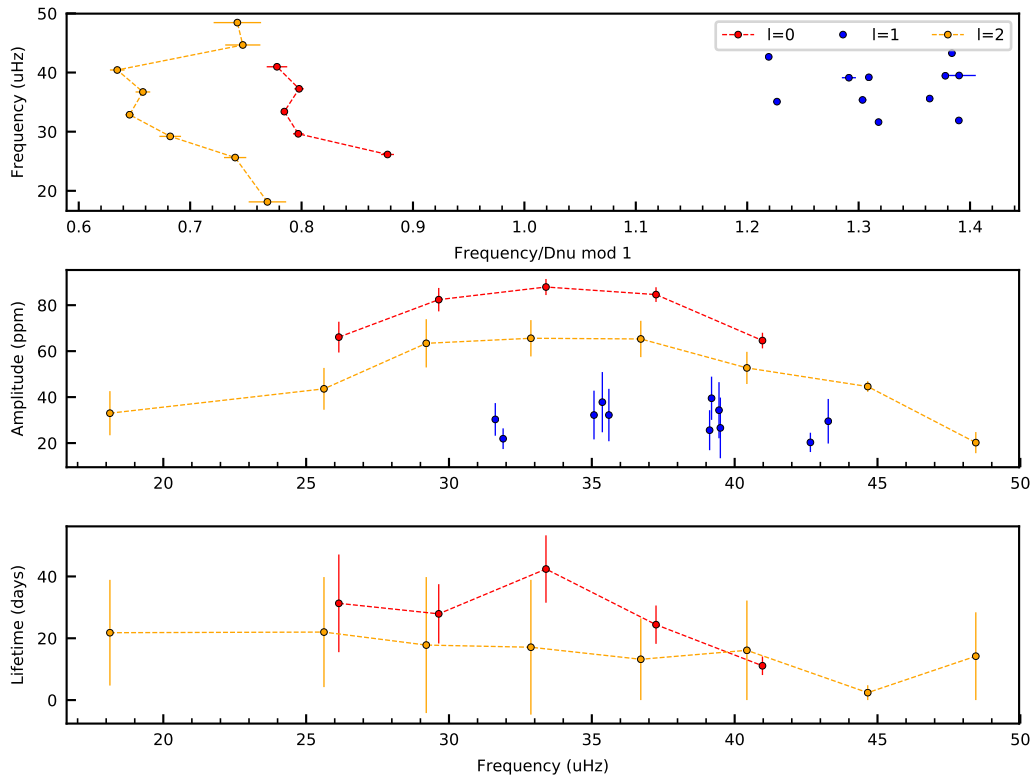 50
40
30
20
Frequency (uHz)
l=0 l=1 l=2
0.6 0.7 0.8 0.9 1.0 1.1 1.2 1.3 1.4
Frequency/Dnu mod 1
80
60
40
20
Amplitude (ppm)
20 25 30 35 40 45 50
40
20
0
Lifetime (days)
20 25 30 35 40 45 50
Frequency (uHz)